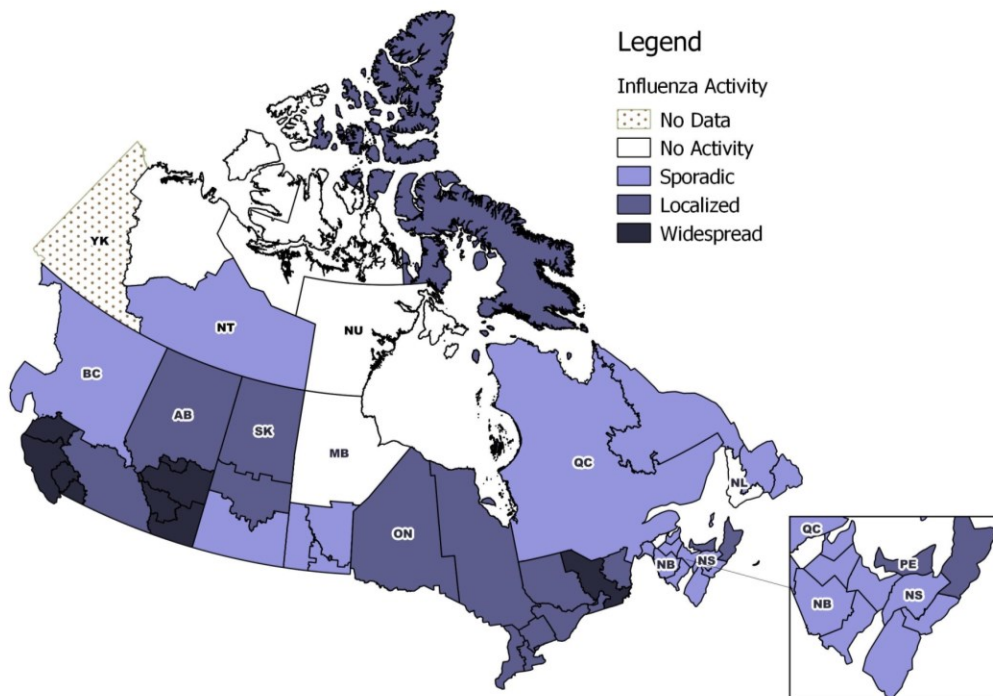 Legend
Influenza Activity
No Data
No Activity
Sporadic
Localized
Widespread
YK
NT
NU
BC
AB
SK
MB
ON
QC
NL
NB
NS
QC
PE
NB
NS